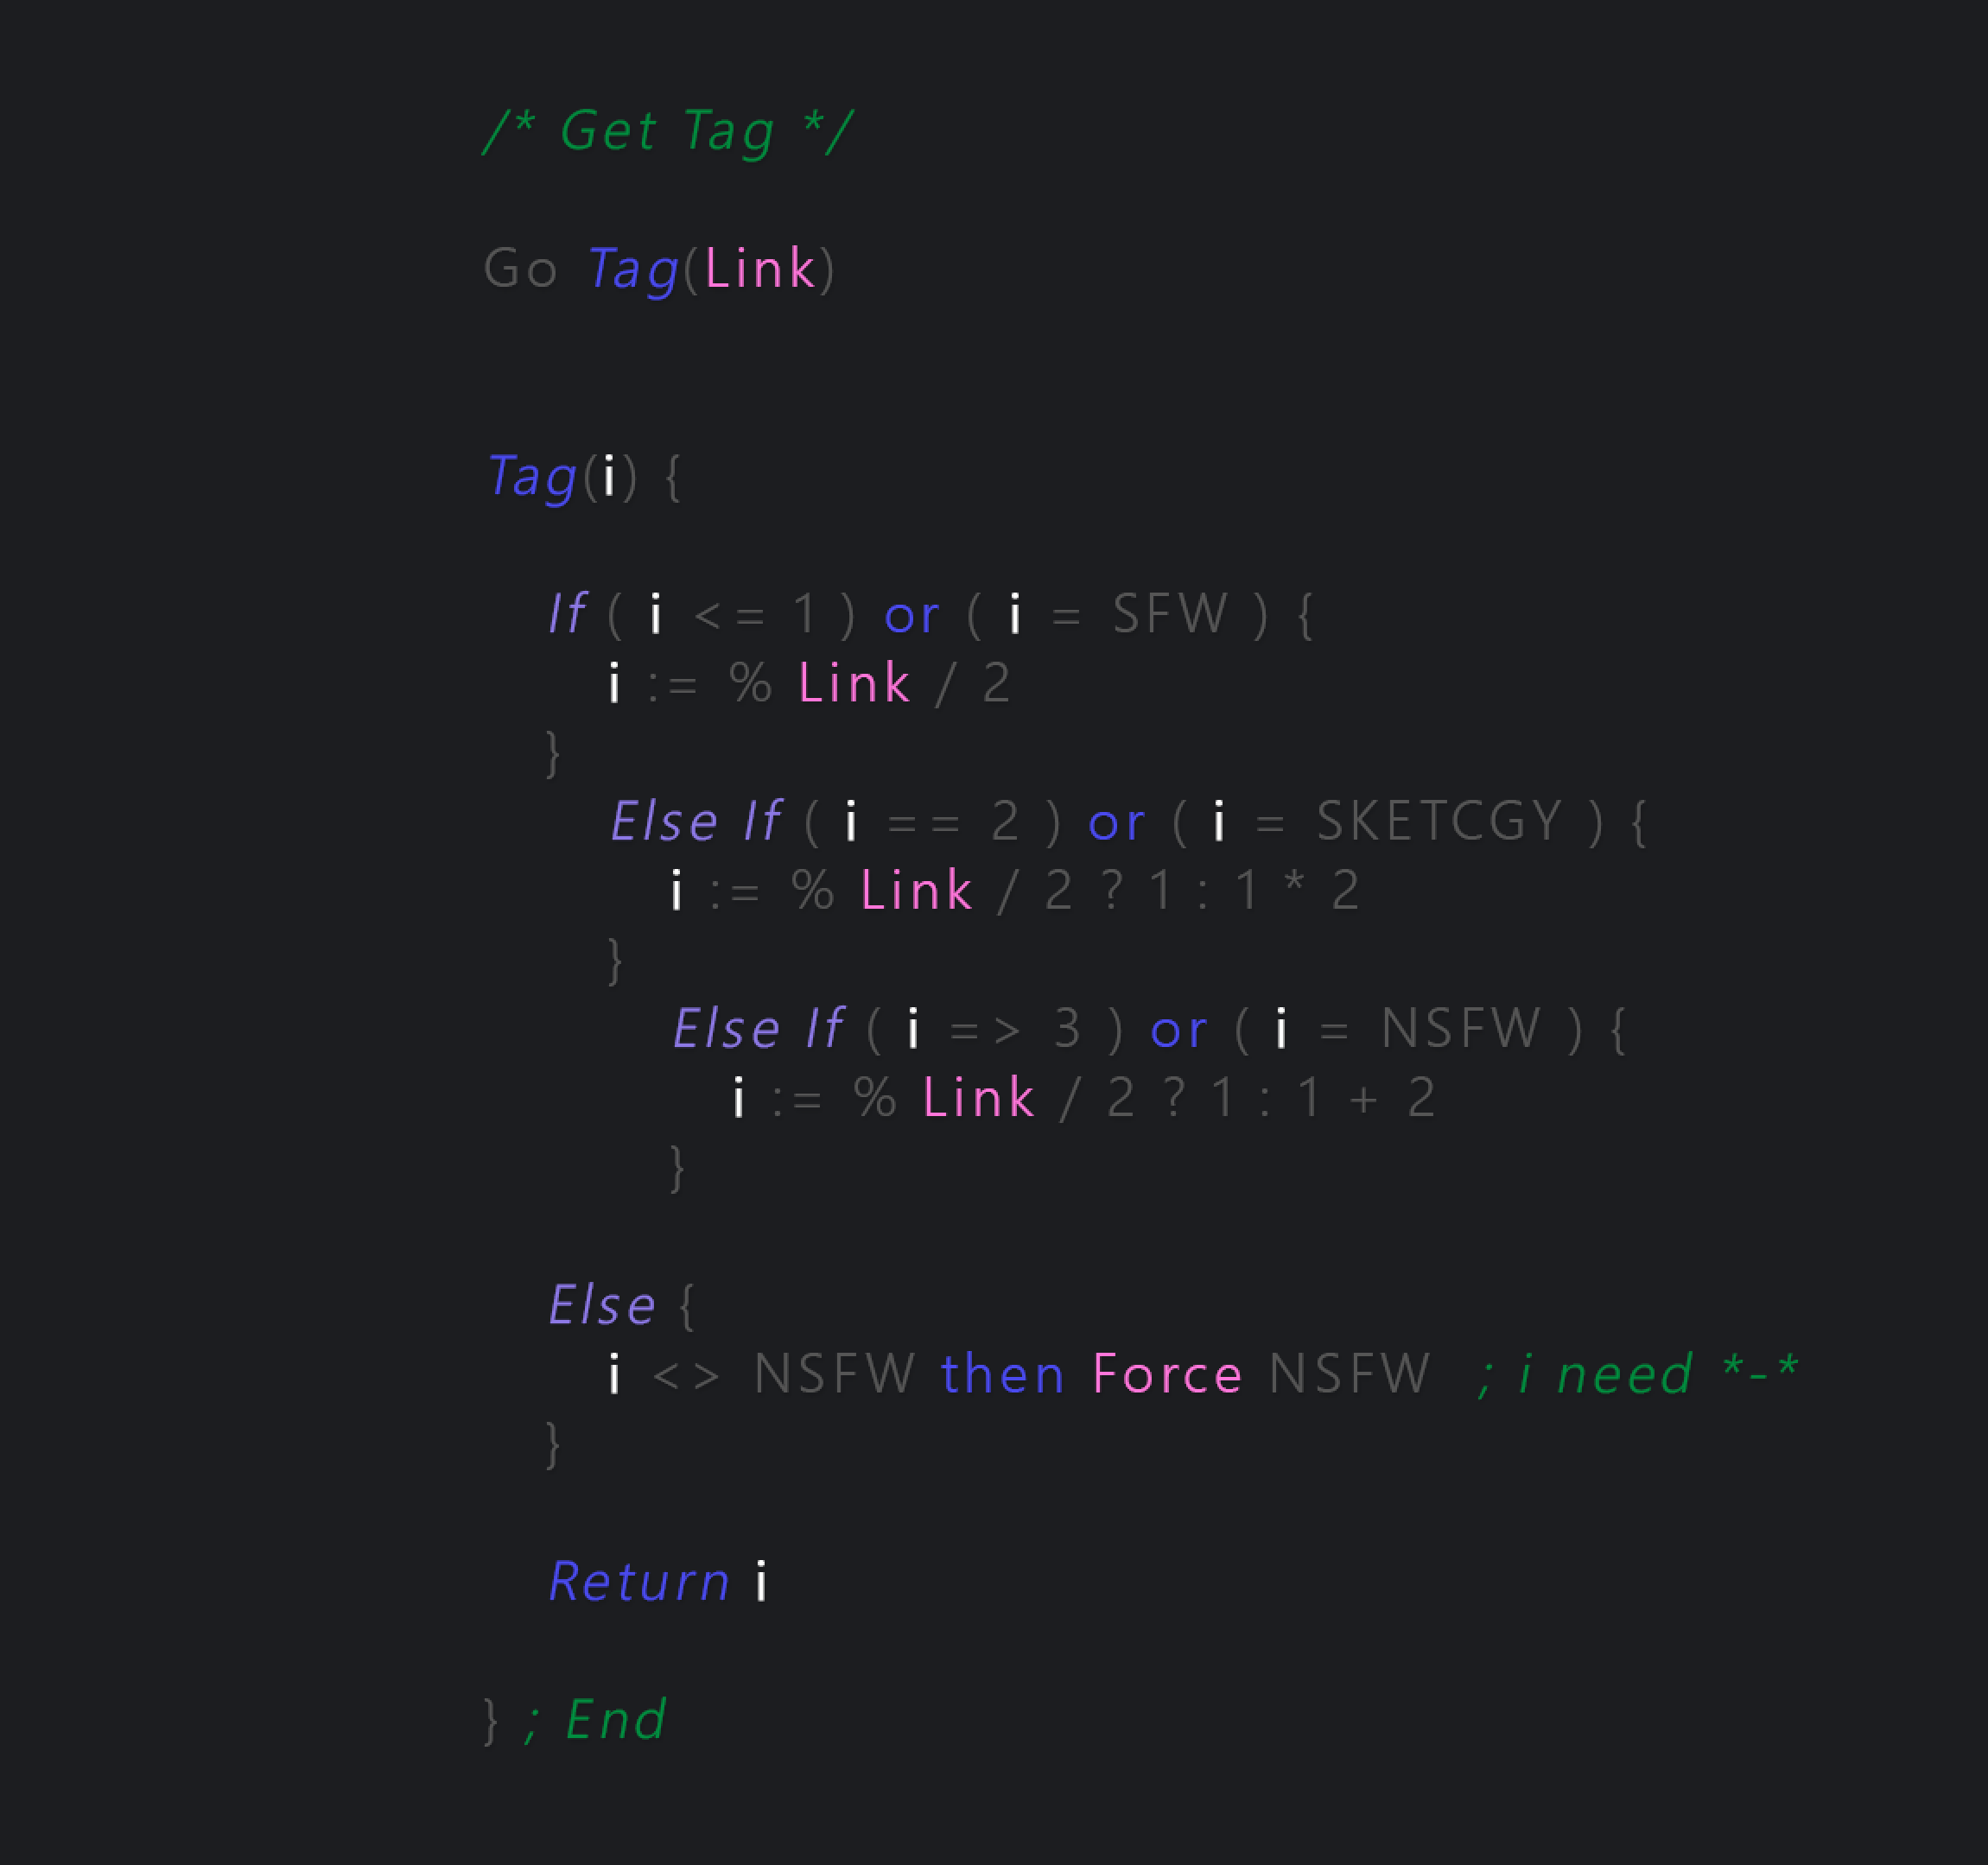 /* Get Tag */
Go Tag(Link)
Tag(i) {
If ( i <= 1 ) or ( i = SFW ) {
i := % Link / 2
}
Else If ( i == 2 ) or ( i = SKETCGY ) {
i := % Link / 2 ? 1 : 1 * 2
}
Else If ( i => 3 ) or ( i = NSFW ) {
i := % Link / 2 ? 1 : 1 + 2
}
Else {
i <> NSFW then Force NSFW ; i need *-*
}
Return i
} ; End